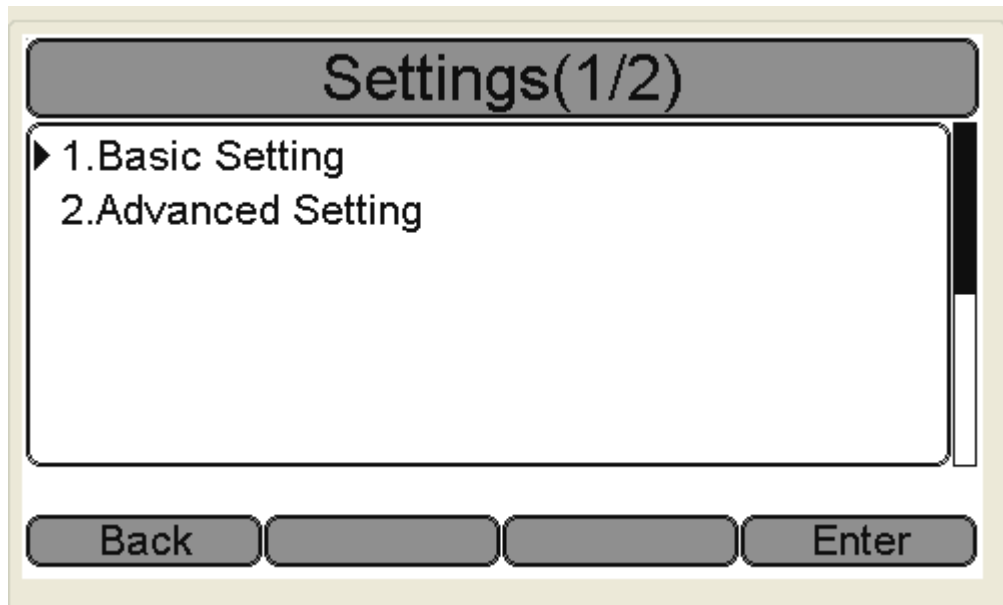 Settings(1/2)
1.Basic Setting
2.Advanced Setting
Back
Enter